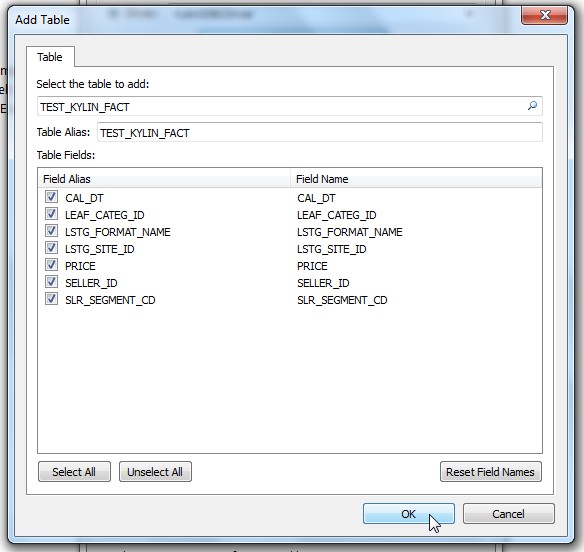 Add Table
Table
Select the table to add:
TEST_KYLIN_FACT
Table Alias: TEST_KYLIN_FACT
Table Fields:
Field Alias Field Name
CAL_DT CAL_DT
LEAF_CATEG_ID LEAF_CATEG_ID
LSTG_FORMAT_NAME LSTG_FORMAT_NAME
LSTG_SITE_ID LSTG_SITE_ID
PRICE PRICE
SELLER_ID SELLER_ID
SLR_SEGMENT_CD SLR_SEGMENT_CD
Select All Unselect All Reset Field Names
OK Cancel